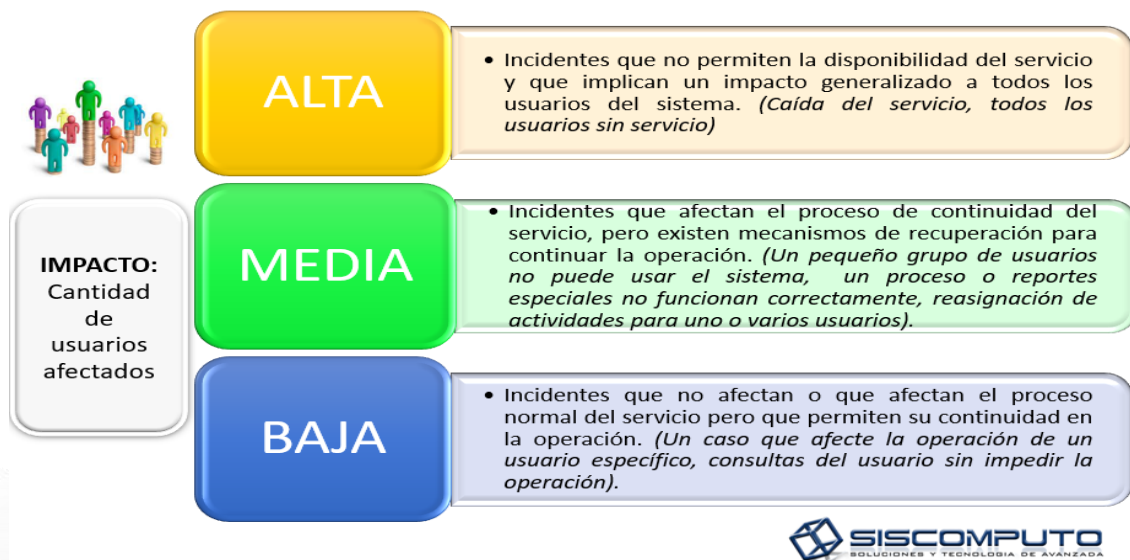 ALTA
• Incidentes que no permiten la disponibilidad del servicio
y que implican un impacto generalizado a todos los
usuarios del sistema. (Caída del servicio, todos los
usuarios sin servicio)
IMPACTO:
Cantidad
de
usuarios
afectados
MEDIA
• Incidentes que afectan el proceso de continuidad del
servicio, pero existen mecanismos de recuperación para
continuar la operación. (Un pequeño grupo de usuarios
no puede usar el sistema, un proceso o reportes
especiales no funcionan correctamente, reasignación de
actividades para uno o varios usuarios).
BAJA
• Incidentes que no afectan o que afectan el proceso
normal del servicio pero que permiten su continuidad en
la operación. (Un caso que afecte la operación de un
usuario específico, consultas del usuario sin impedir la
operación).
SISCOMPUTO
SOLUCIONES Y TECNOLOGIA DE AVANZADA